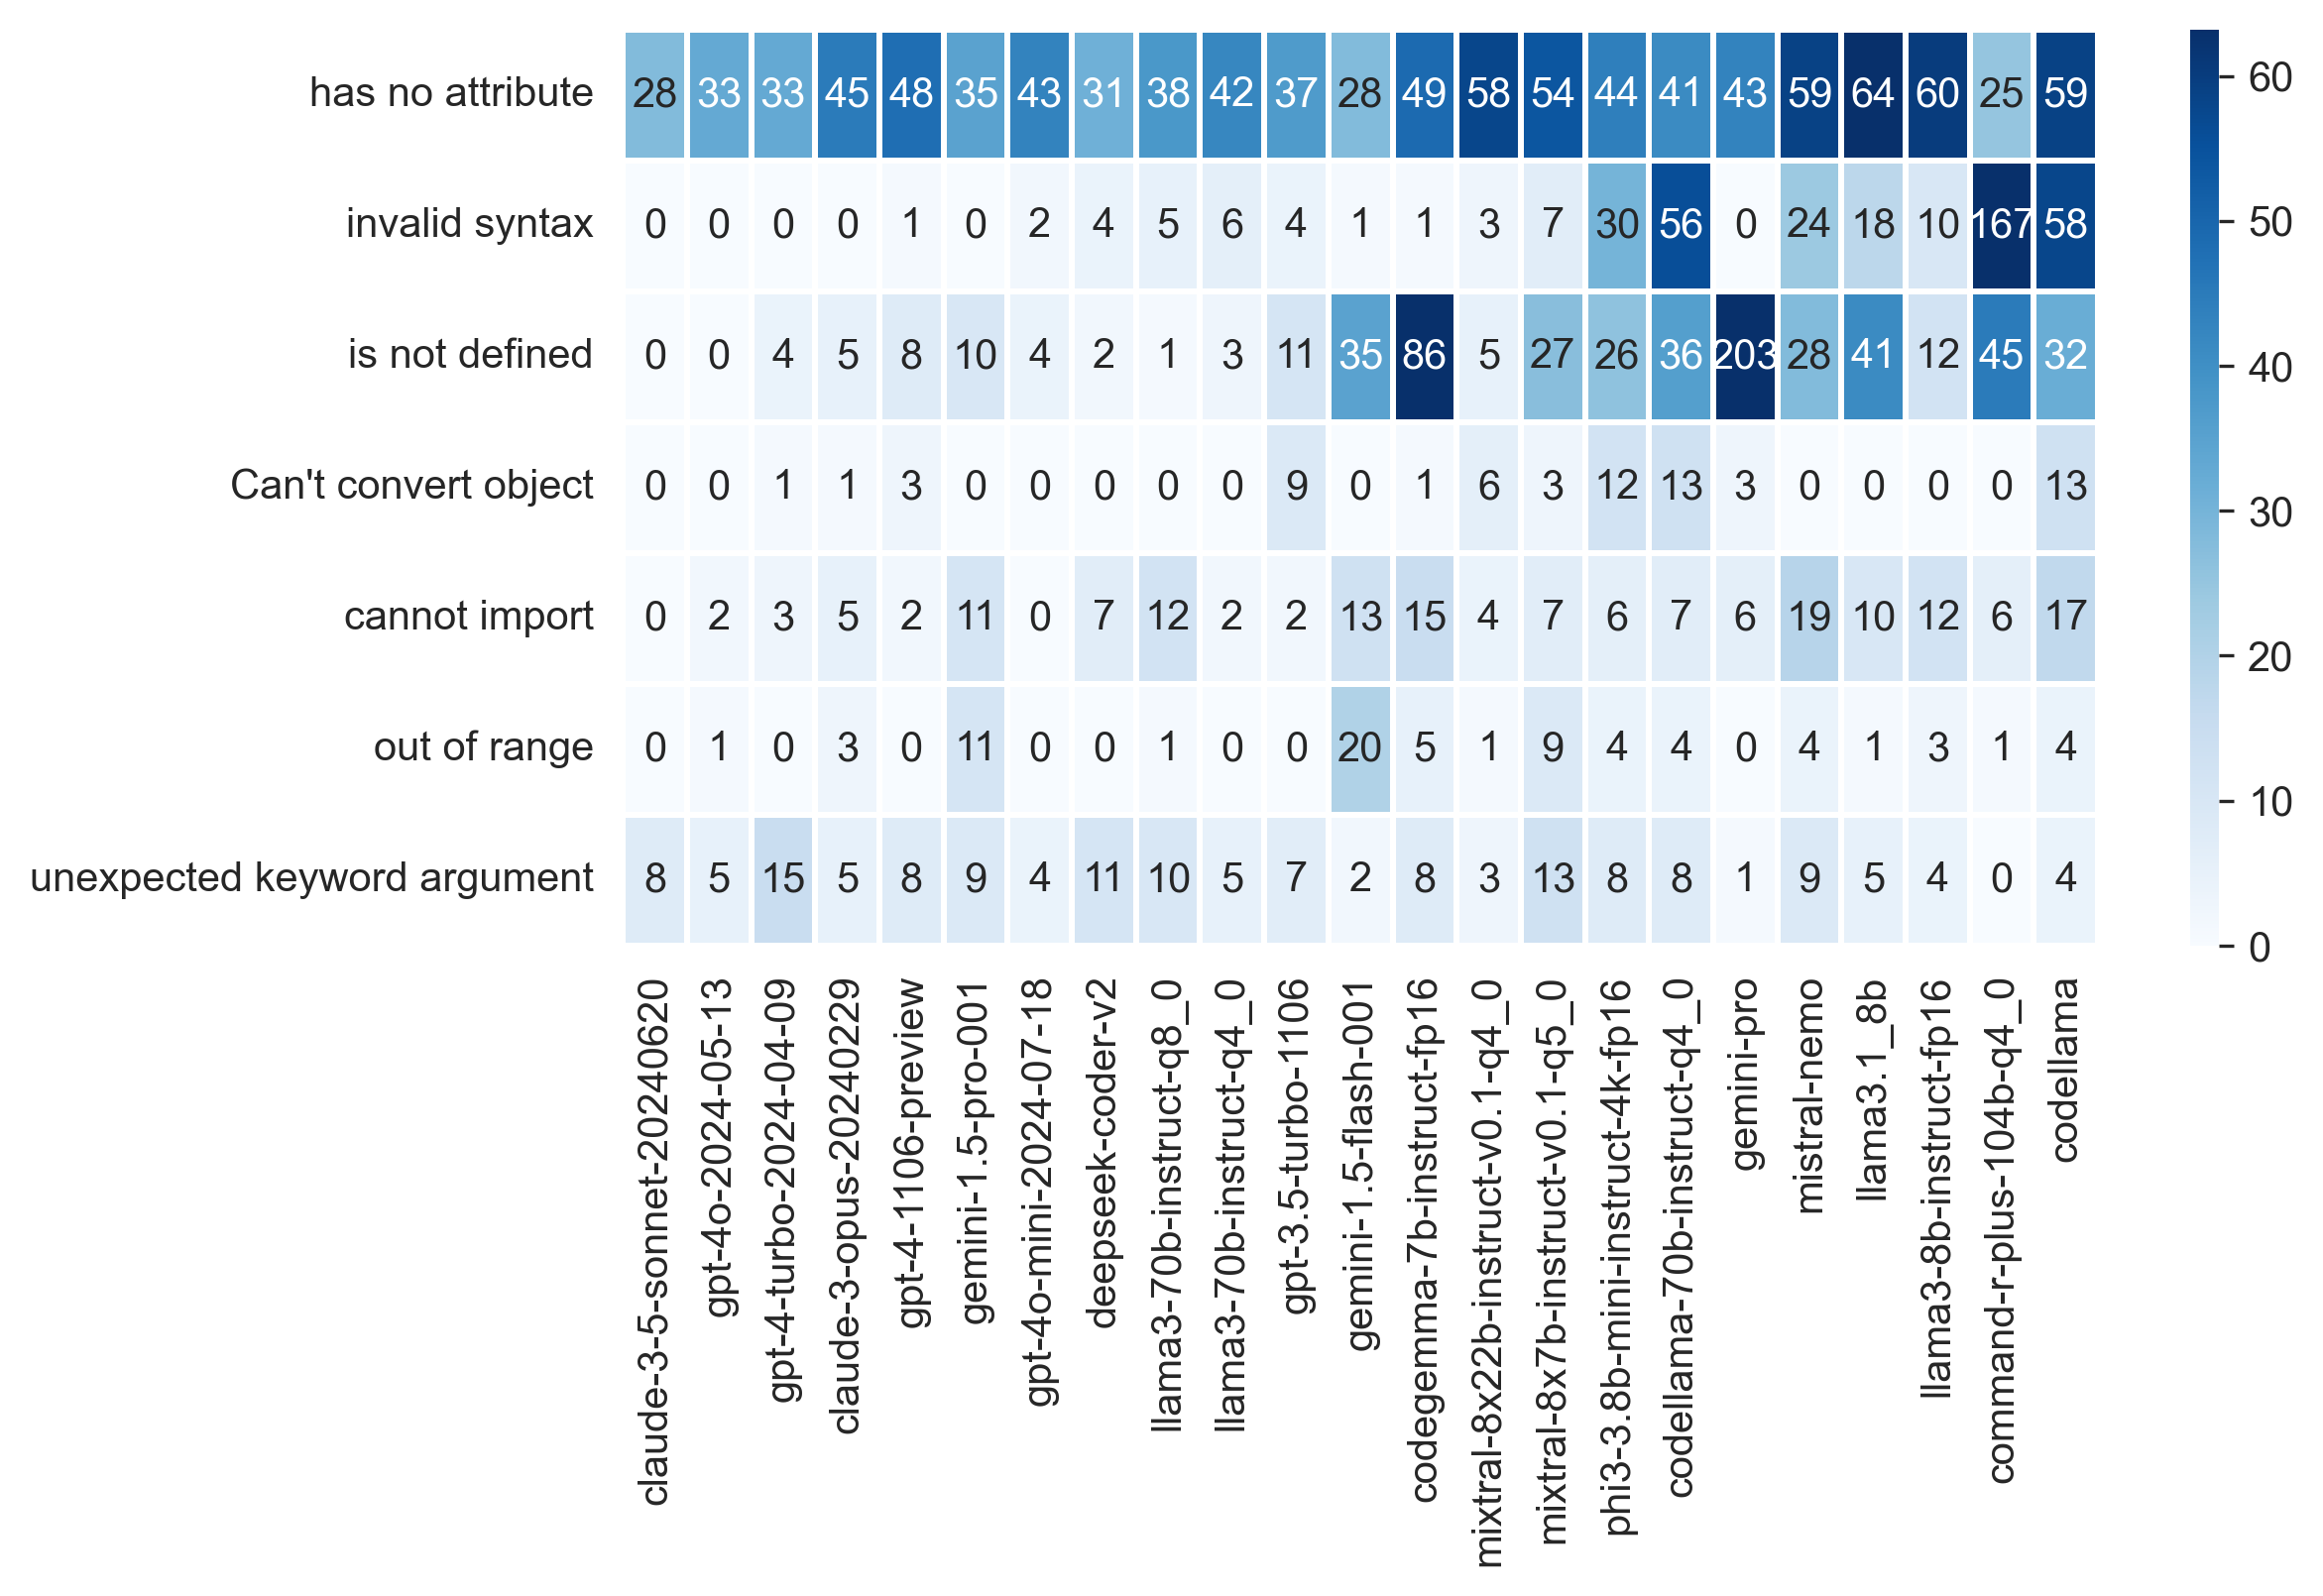 has no attribute 28 33 33 45 48 35 43 31 38 42 37 28 49 58 54 44 41 43 59 64 60 25 59
invalid syntax 0 0 0 0 1 0 2 4 5 6 4 1 1 3 7 30 56 0 24 18 10 167 58
is not defined 0 0 4 5 8 10 4 2 1 3 11 35 86 5 27 26 36 203 28 41 12 45 32
Can't convert object 0 0 1 1 3 0 0 0 0 0 9 0 1 6 3 12 13 3 0 0 0 0 13
cannot import 0 2 3 5 2 11 0 7 12 2 2 13 15 4 7 6 7 6 19 10 12 6 17
out of range 0 1 0 3 0 11 0 0 1 0 0 20 5 1 9 4 4 0 4 1 3 1 4
unexpected keyword argument 8 5 15 5 8 9 4 11 10 5 7 2 8 3 13 8 8 1 9 5 4 0 4
claude-3-5-sonnet-20240620
gpt-4o-2024-05-13
gpt-4-turbo-2024-04-09
claude-3-opus-20240229
gpt-4-1106-preview
gemini-1.5-pro-001
gpt-4o-mini-2024-07-18
deepseek-coder-v2
llama3-70b-instruct-q8_0
llama3-70b-instruct-q4_0
gpt-3.5-turbo-1106
gemini-1.5-flash-001
codegemma-7b-instruct-fp16
mixtral-8x22b-instruct-v0.1-q4_0
mixtral-8x7b-instruct-v0.1-q5_0
phi3-3.8b-mini-instruct-4k-fp16
codellama-70b-instruct-q4_0
gemini-pro
mistral-nemo
llama3.1_8b
llama3-8b-instruct-fp16
command-r-plus-104b-q4_0
codellama
60
50
40
30
20
10
0